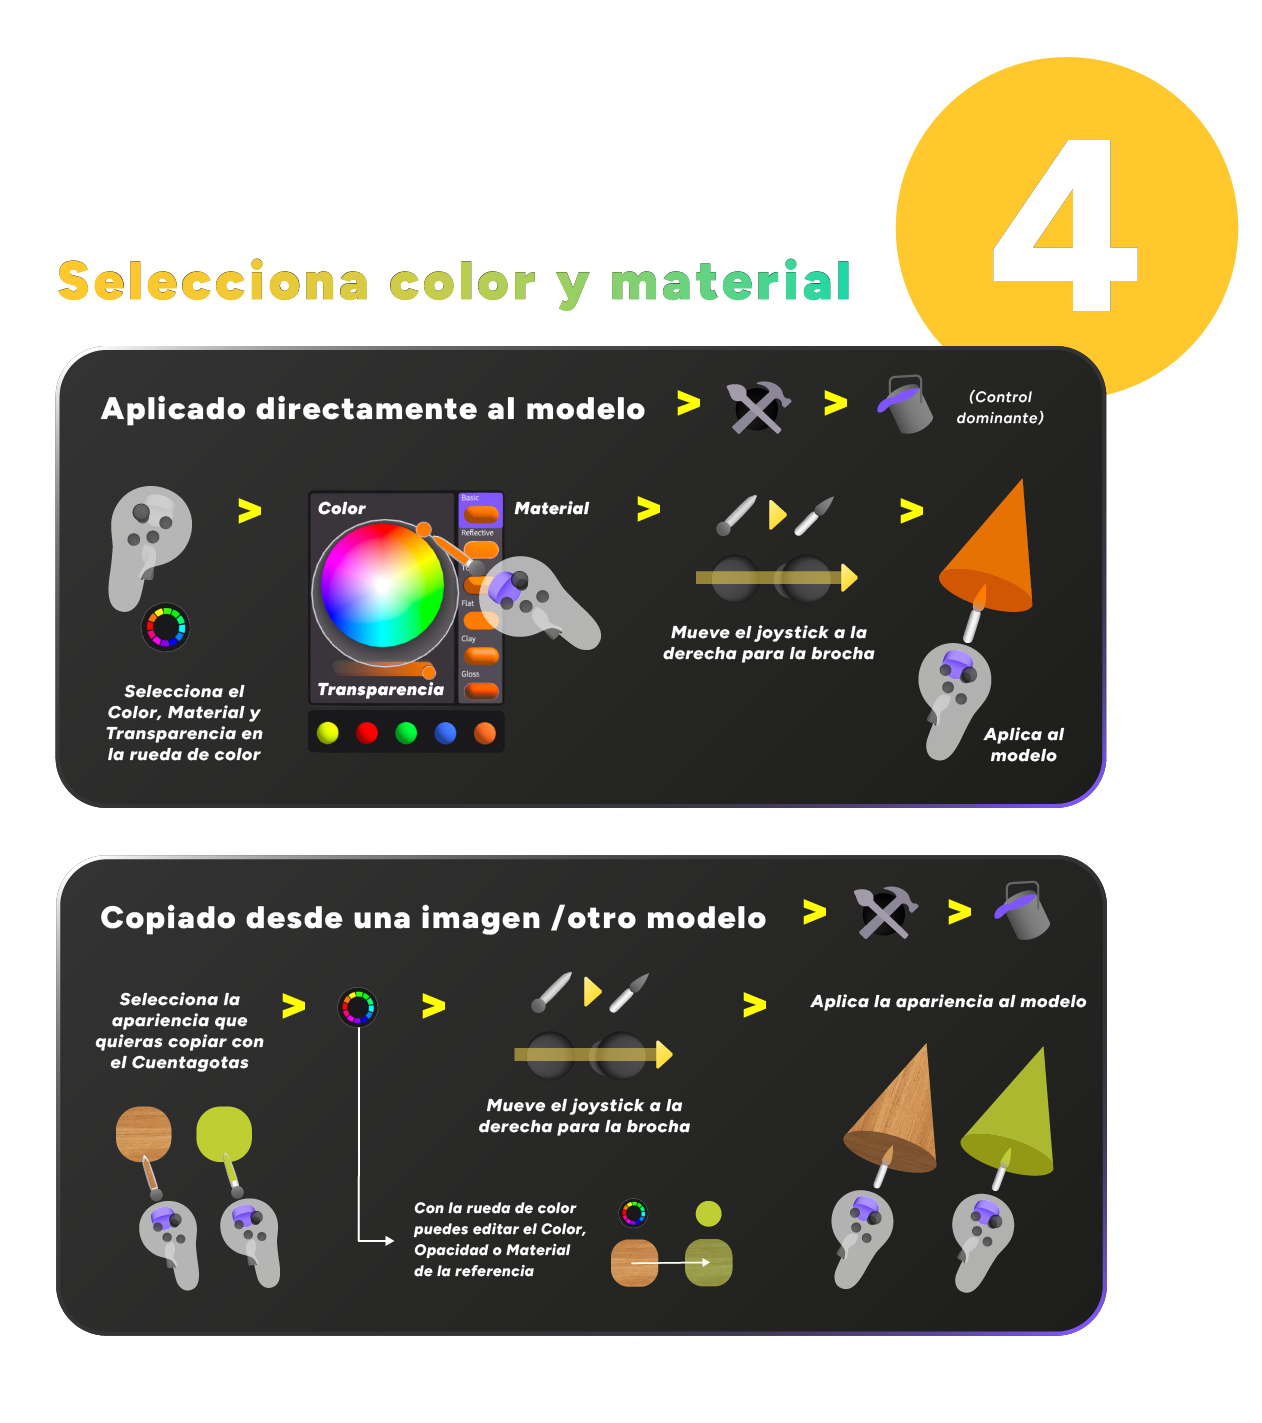 4
Selecciona color y material
Aplicado directamente al modelo > > (Control
dominante)
> > >
Color
Basic
Material
Reflective
Flat
Clay
Gloss
Transparencia
Selecciona el
Color, Material y
Transparencia en
la rueda de color
Mueve el joystick a la
derecha para la brocha
Aplica al
modelo
Copiado desde una imagen /otro modelo > >
Selecciona la
apariencia que
quieras copiar con
el Cuentagotas
> > >
Mueve el joystick a la
derecha para la brocha
Aplica la apariencia al modelo
Con la rueda de color
puedes editar el Color,
Opacidad o Material
de la referencia